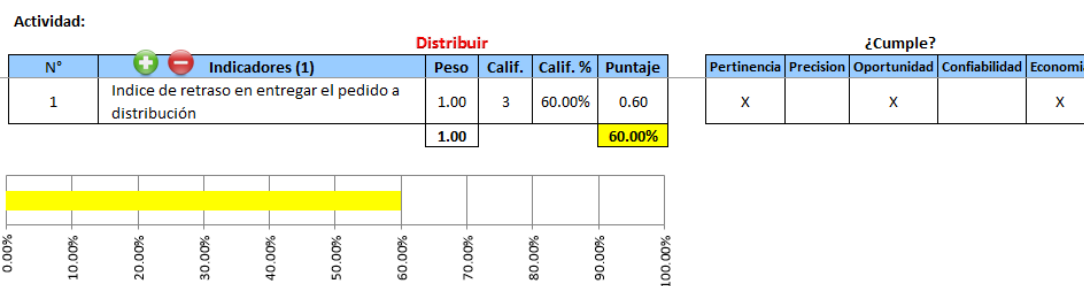 Actividad:
Distribuir
¿Cumple?
N° Indicadores (1) Peso Calif. Calif. % Puntaje Pertinencia Precision Oportunidad Confiabilidad Economia
1 Indice de retraso en entregar el pedido a distribución 1.00 3 60.00% 0.60 X X X
1.00 60.00%
0.00% 10.00% 20.00% 30.00% 40.00% 50.00% 60.00% 70.00% 80.00% 90.00% 100.00%